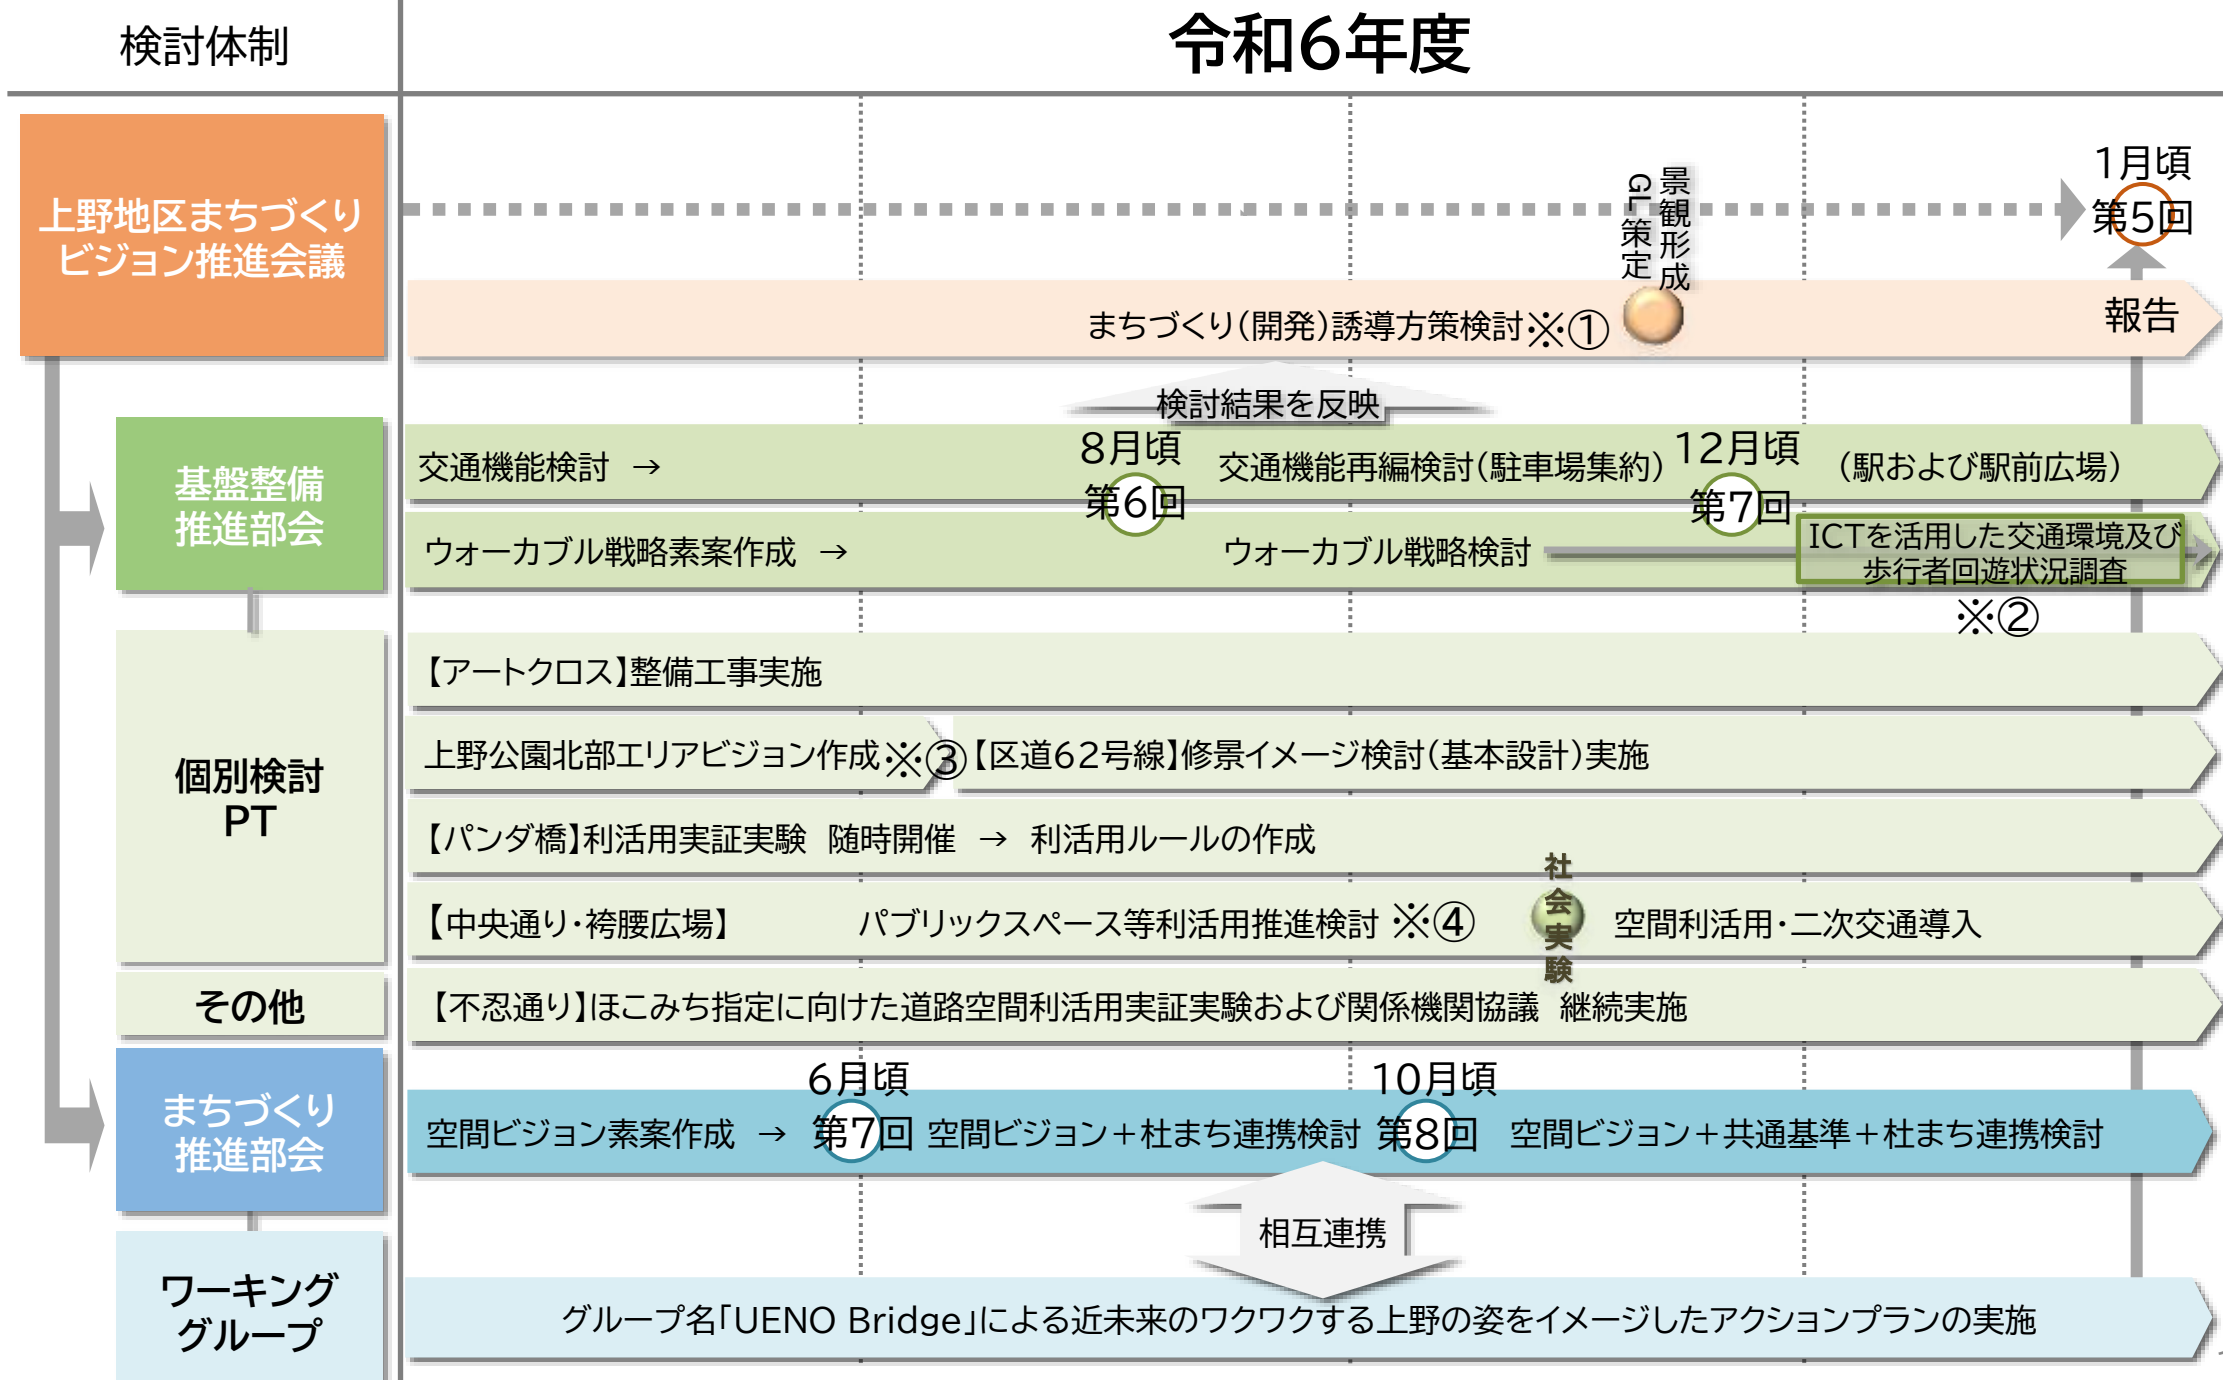 検討体制
令和6年度
上野地区まちづくり
ビジョン推進会議
1月頃
第5回
景観形成
GL策定
まちづくり(開発)誘導方策検討※①
報告
検討結果を反映
基盤整備
推進部会
交通機能検討 →
8月頃
第6回
交通機能再編検討(駐車場集約)
12月頃
第7回
(駅および駅前広場)
ウォーカブル戦略素案作成 →
ウォーカブル戦略検討
ICTを活用した交通環境及び
歩行者回遊状況調査
※②
個別検討
PT
【アートクロス】整備工事実施
上野公園北部エリアビジョン作成※③
【区道62号線】修景イメージ検討(基本設計)実施
【パンダ橋】利活用実証実験 随時開催 → 利活用ルールの作成
【中央通り・袴腰広場】
パブリックスペース等利活用推進検討 ※④
社会実験
空間利活用・二次交通導入
その他
【不忍通り】ほこみち指定に向けた道路空間利活用実証実験および関係機関協議 継続実施
まちづくり
推進部会
空間ビジョン素案作成 →
6月頃
第7回
空間ビジョン+杜まち連携検討
10月頃
第8回
空間ビジョン+共通基準+杜まち連携検討
相互連携
ワーキング
グループ
グループ名「UENO Bridge」による近未来のワクワクする上野の姿をイメージしたアクションプランの実施